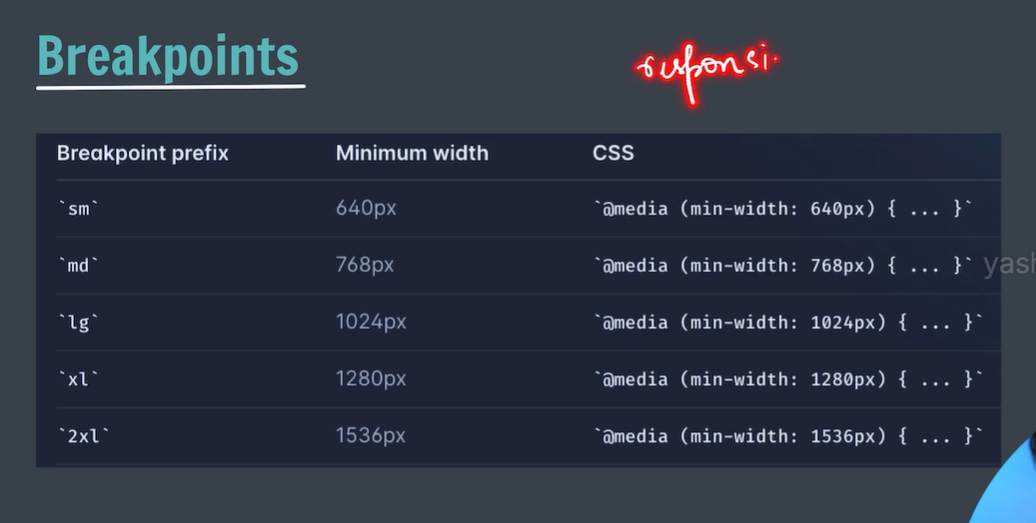 Breakpoints
responsi.
Breakpoint prefix Minimum width CSS
`sm` 640px `@media (min-width: 640px) { ... }`
`md` 768px `@media (min-width: 768px) { ... }`
yash
`lg` 1024px `@media (min-width: 1024px) { ... }`
`xl` 1280px `@media (min-width: 1280px) { ... }`
`2xl` 1536px `@media (min-width: 1536px) { ... }`